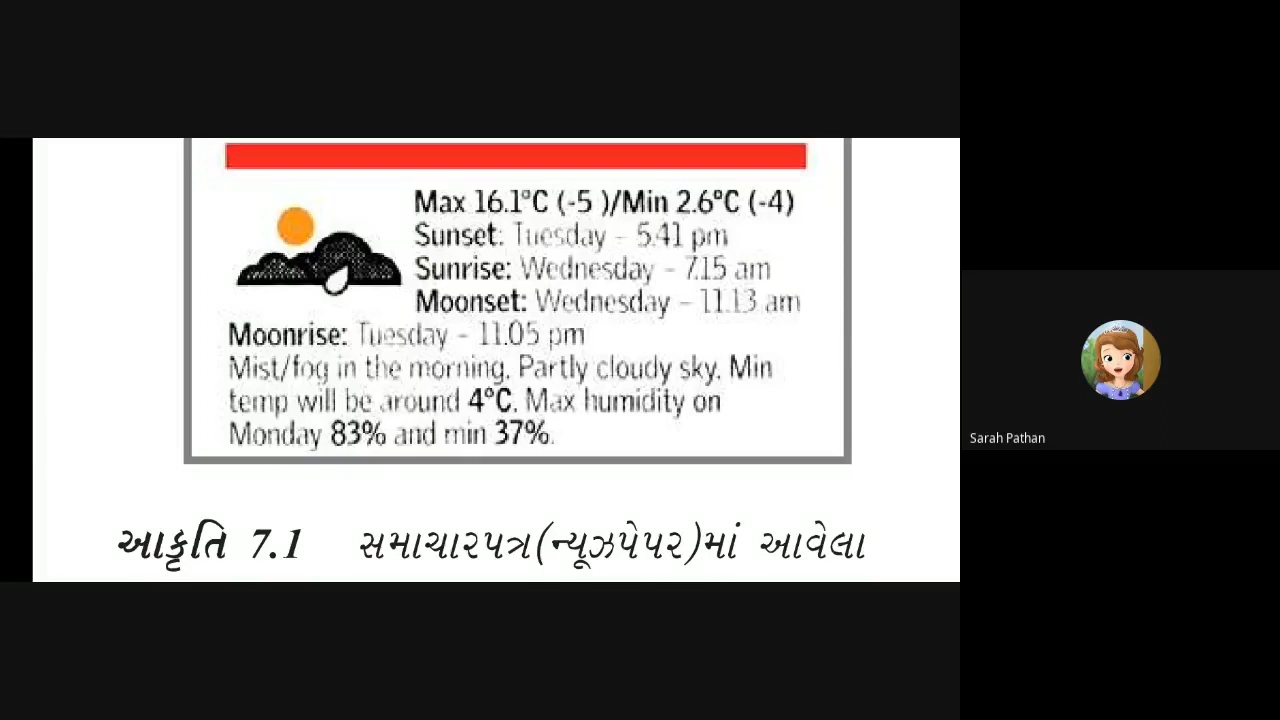 Max 16.1°C (-5 )/Min 2.6°C (-4)
Sunset: Tuesday - 5.41 pm
Sunrise: Wednesday - 7.15 am
Moonset: Wednesday - 11.13 am
Moonrise: Tuesday - 11.05 pm
Mist/fog in the morning. Partly cloudy sky. Min
temp will be around 4°C. Max humidity on
Monday 83% and min 37%.
આકૃતિ 7.1 સમાચારપત્ર(ન્યૂઝપેપર)માં આવેલા
Sarah Pathan